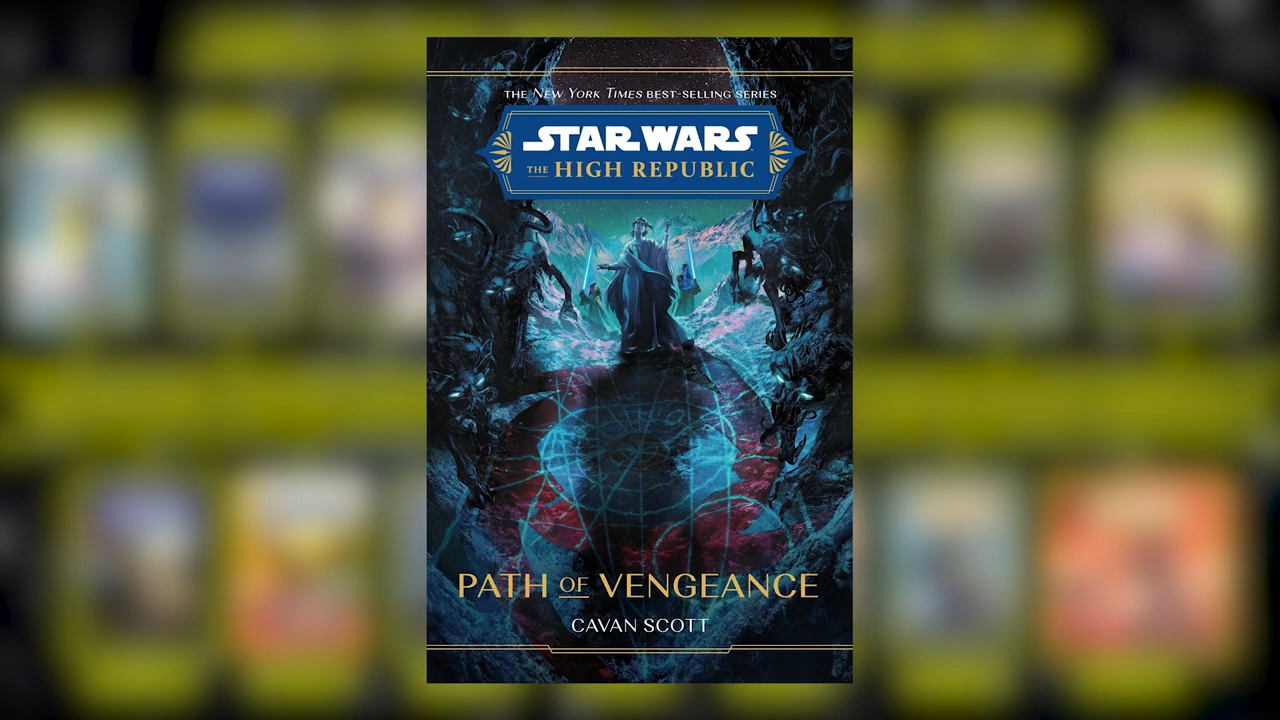 THE NEW YORK TIMES BEST-SELLING SERIES
STAR WARS
THE HIGH REPUBLIC
PATH OF VENGEANCE
CAVAN SCOTT